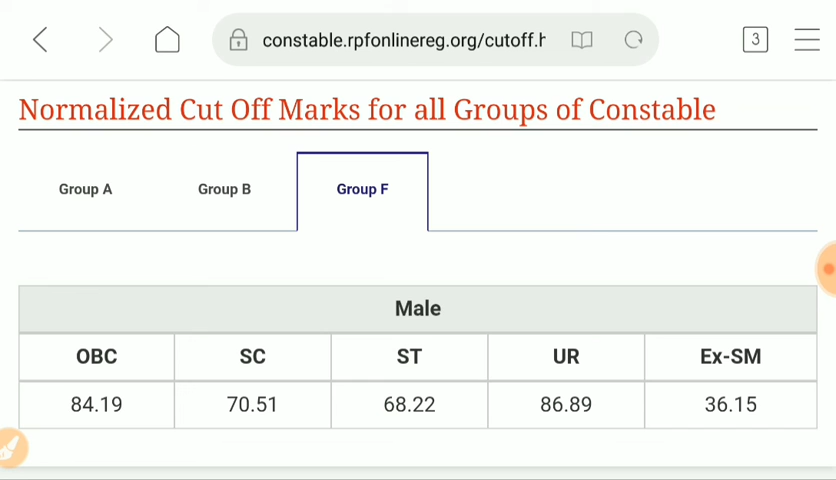 constable.rpfonlinereg.org/cutoff.h
3
Normalized Cut Off Marks for all Groups of Constable
Group A Group B Group F
Male
OBC SC ST UR Ex-SM
84.19 70.51 68.22 86.89 36.15